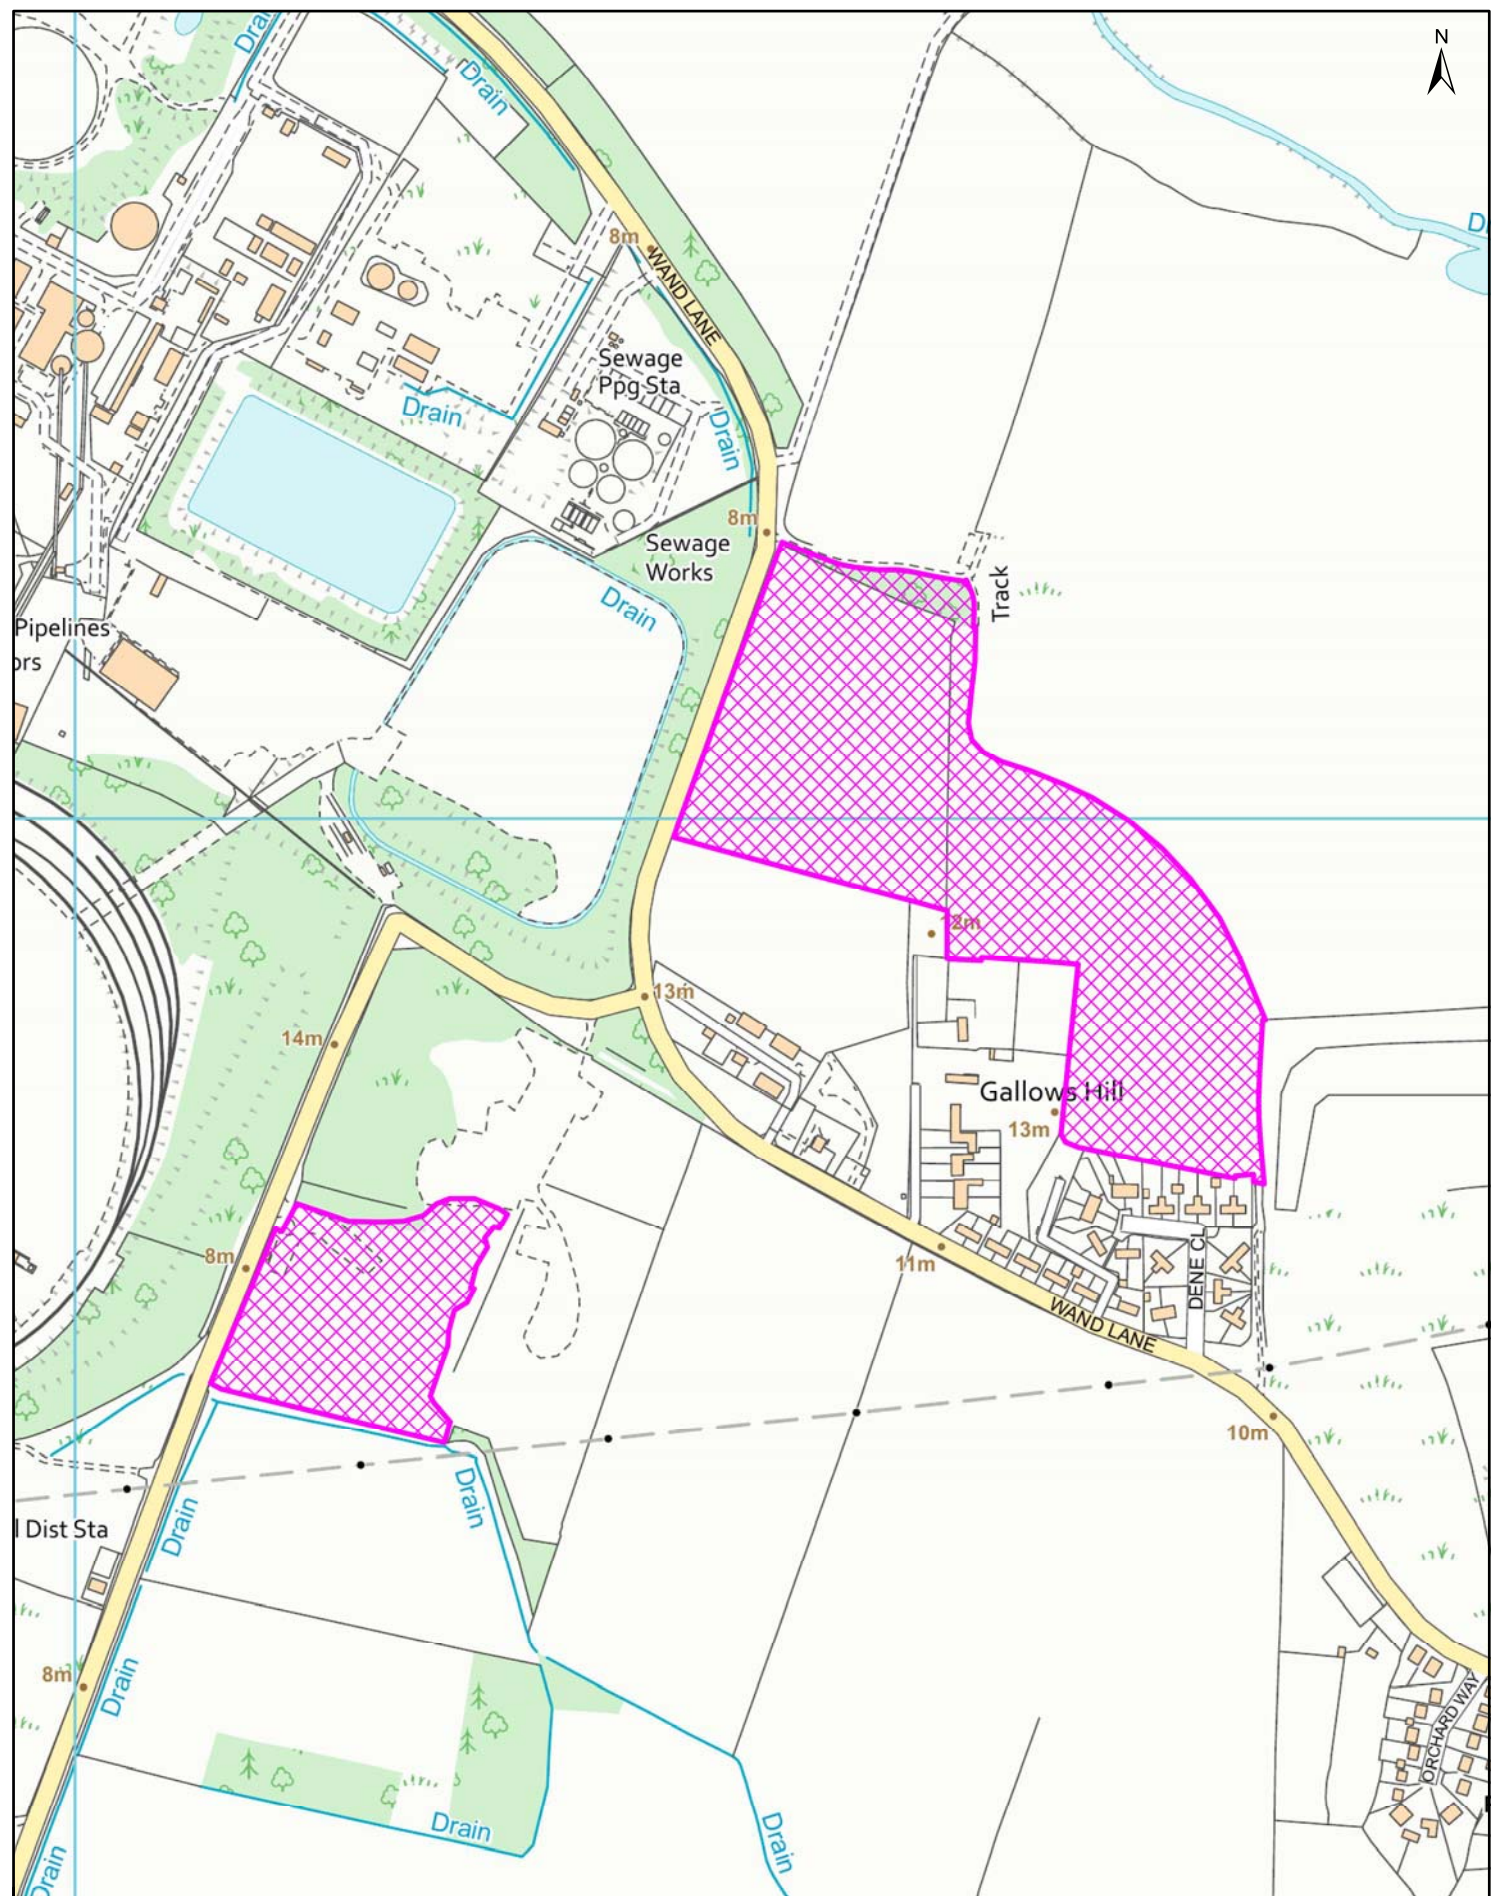 Drain
N
Drain
D
8m
WAND LANE
Sewage
Ppg Sta
Drain
Drain
8m
Sewage
Works
Track
Drain
Pipelines
ors
12m
13m
14m
Gallows Hill
13m
8m
11m
DENE CL
WAND LANE
10m
Drain
Drain
l Dist Sta
8m
Drain
ORCHARD WAY
Drain
Drain
Drain